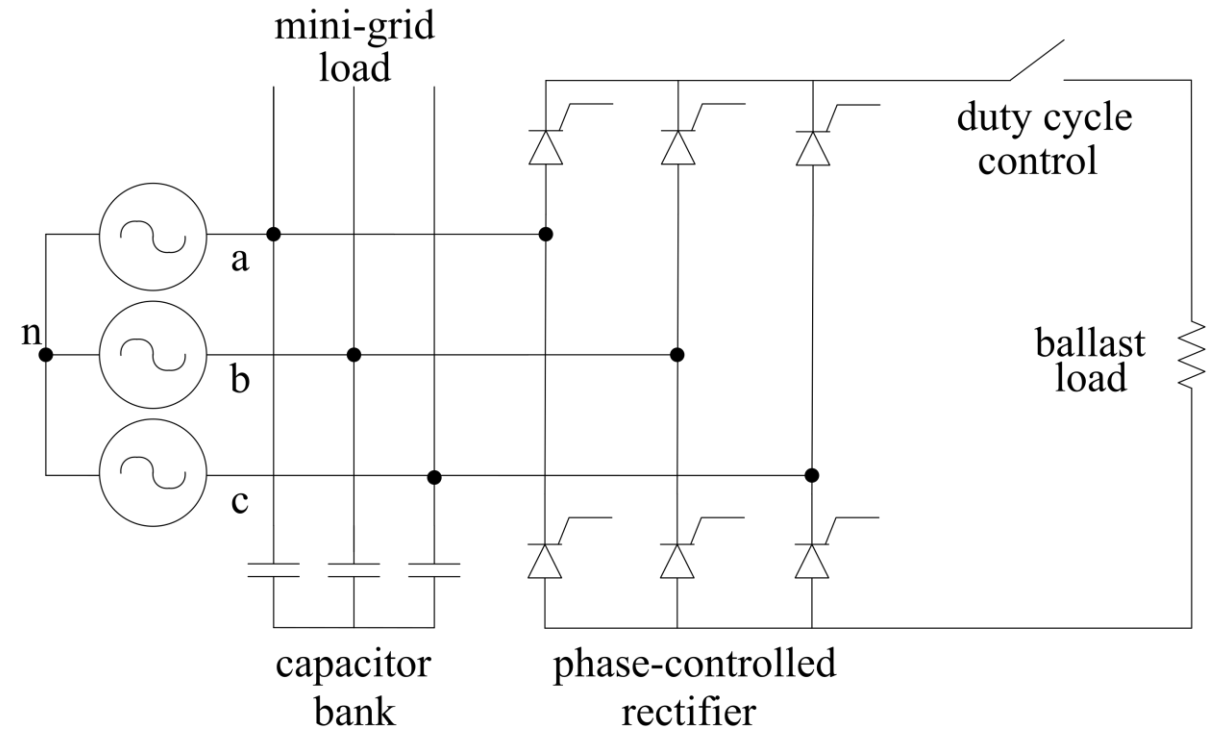 mini-grid
load
duty cycle
control
a
n
b
ballast
load
c
capacitor
bank
phase-controlled
rectifier